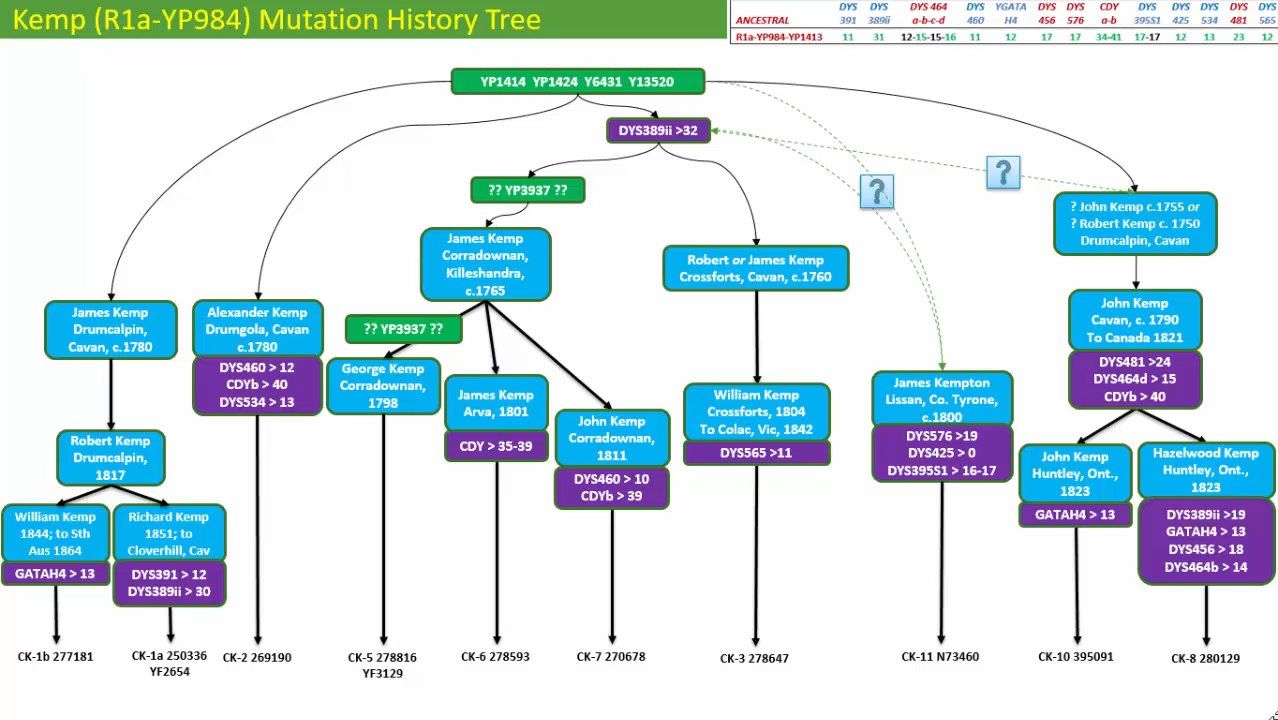 Kemp (R1a-YP984) Mutation History Tree
DYS DYS DYS 464 DYS YGATA DYS DYS CDY DYS DYS DYS DYS DYS
ANCESTRAL 391 389ii a-b-c-d 460 H4 456 576 a-b 395S1 425 534 481 565
R1a-YP984-YP1413 11 31 12-15-15-16 11 12 17 17 34-41 17-17 12 13 23 12
YP1414 YP1424 Y6431 Y13520
DYS389ii >32
?
?
?? YP3937 ??
? John Kemp c.1755 or
? Robert Kemp c. 1750
Drumcalpin, Cavan
James Kemp
Corradownan,
Killeshandra,
c.1765
Robert or James Kemp
Crossforts, Cavan, c.1760
James Kemp
Drumcalpin,
Cavan, c.1780
Alexander Kemp
Drumgola, Cavan
c.1780
DYS460 > 12
CDYb > 40
DYS534 > 13
?? YP3937 ??
George Kemp
Corradownan,
1798
James Kemp
Arva, 1801
CDY > 35-39
John Kemp
Corradownan,
1811
DYS460 > 10
CDYb > 39
William Kemp
Crossforts, 1804
To Colac, Vic, 1842
DYS565 >11
James Kempton
Lissan, Co. Tyrone,
c.1800
DYS576 >19
DYS425 > 0
DYS395S1 > 16-17
John Kemp
Cavan, c. 1790
To Canada 1821
DYS481 >24
DYS464d > 15
CDYb > 40
Robert Kemp
Drumcalpin,
1817
William Kemp
1844; to Sth
Aus 1864
GATAH4 > 13
Richard Kemp
1851; to
Cloverhill, Cav
DYS391 > 12
DYS389ii > 30
John Kemp
Huntley, Ont.,
1823
GATAH4 > 13
Hazelwood Kemp
Huntley, Ont.,
1823
DYS389ii >19
GATAH4 > 13
DYS456 > 18
DYS464b > 14
CK-1b 277181
CK-1a 250336
YF2654
CK-2 269190
CK-5 278816
YF3129
CK-6 278593
CK-7 270678
CK-3 278647
CK-11 N73460
CK-10 395091
CK-8 280129